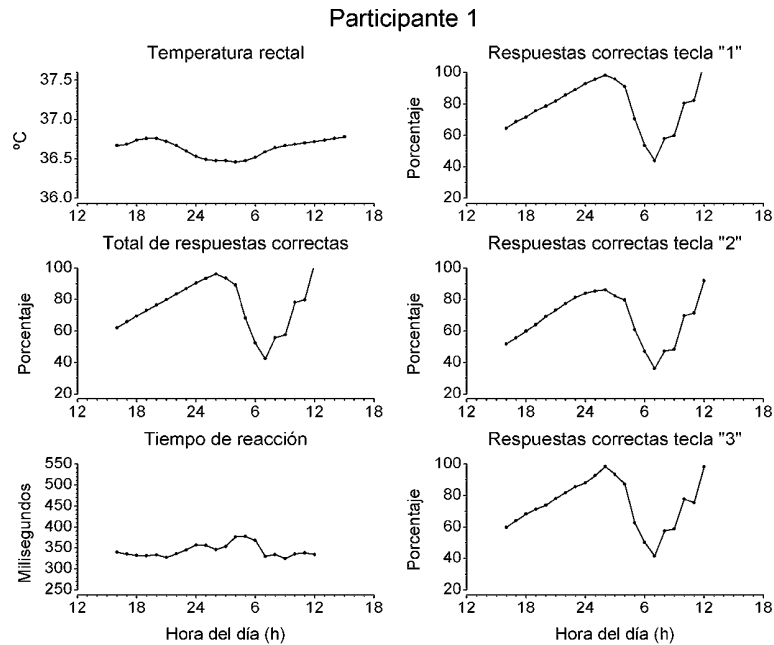 Participante 1
Temperatura rectal
37.5
37.0
36.5
36.0
ºC
12 18 24 6 12 18
Respuestas correctas tecla "1"
100
80
60
40
20
Porcentaje
12 18 24 6 12 18
Total de respuestas correctas
100
80
60
40
20
Porcentaje
12 18 24 6 12 18
Respuestas correctas tecla "2"
100
80
60
40
20
Porcentaje
12 18 24 6 12 18
Tiempo de reacción
550
500
450
400
350
300
250
Milisegundos
12 18 24 6 12 18
Hora del día (h)
Respuestas correctas tecla "3"
100
80
60
40
20
Porcentaje
12 18 24 6 12 18
Hora del día (h)